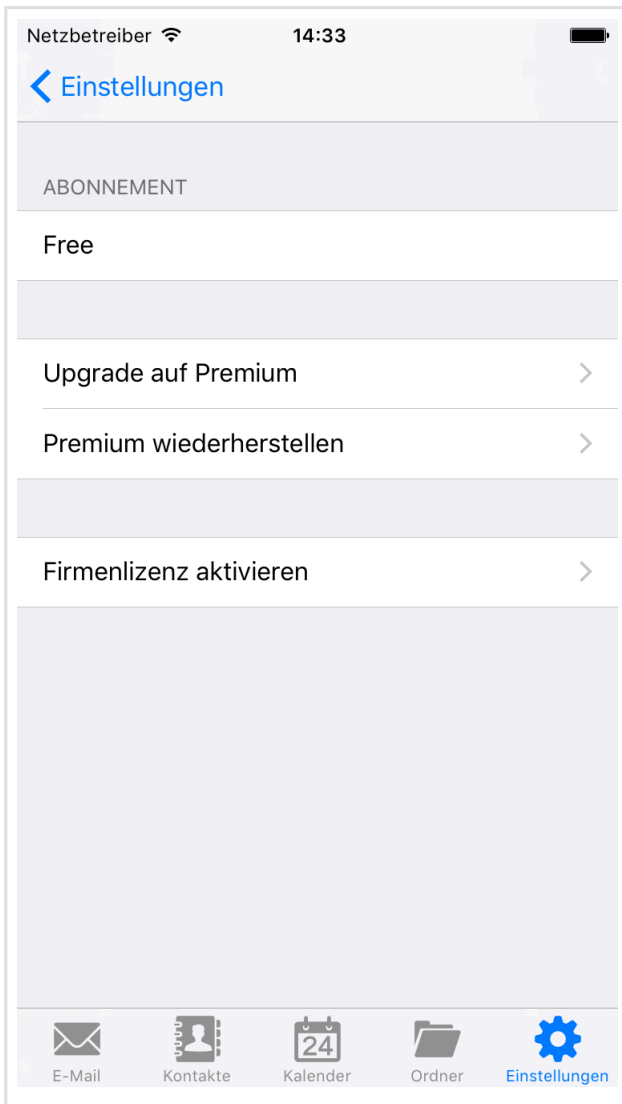 Netzbetreiber 14:33
Einstellungen
ABONNEMENT
Free
Upgrade auf Premium
Premium wiederherstellen
Firmenlizenz aktivieren
24
E-Mail Kontakte Kalender Ordner Einstellungen